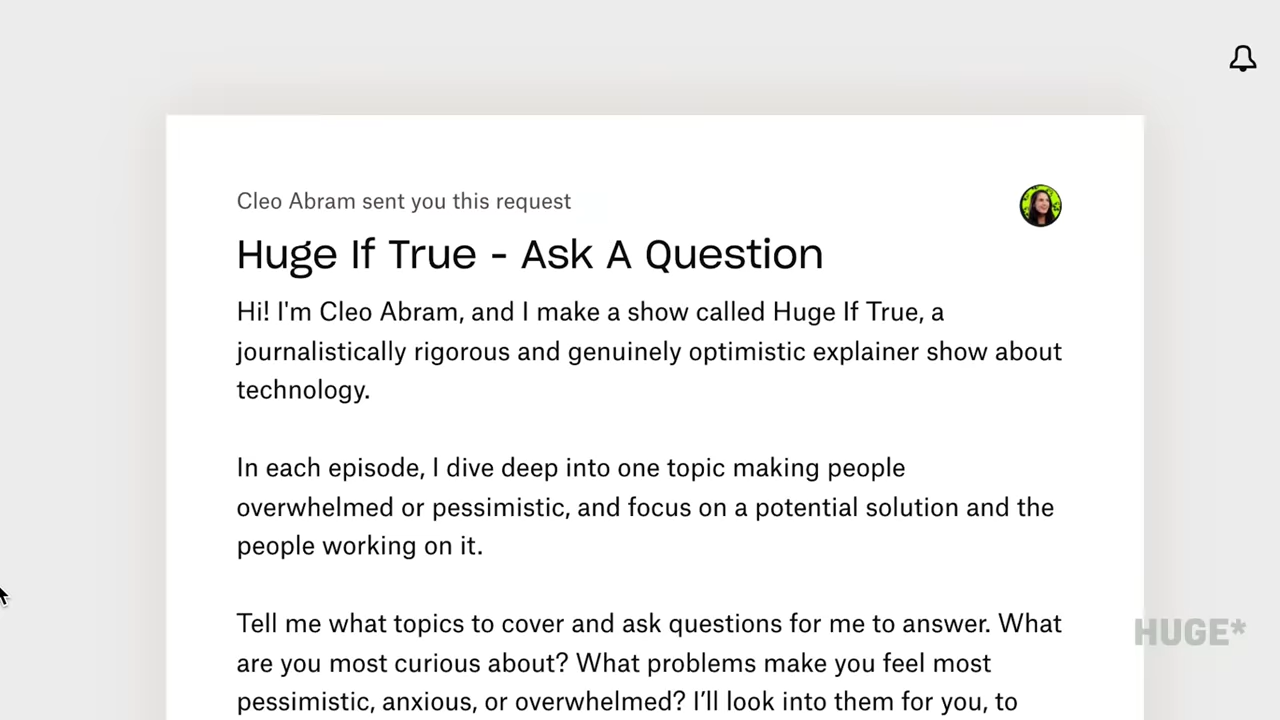 Cleo Abram sent you this request
Huge If True - Ask A Question
Hi! I'm Cleo Abram, and I make a show called Huge If True, a
journalistically rigorous and genuinely optimistic explainer show about
technology.
In each episode, I dive deep into one topic making people
overwhelmed or pessimistic, and focus on a potential solution and the
people working on it.
Tell me what topics to cover and ask questions for me to answer. What
are you most curious about? What problems make you feel most
pessimistic, anxious, or overwhelmed? I’ll look into them for you, to
HUGE*